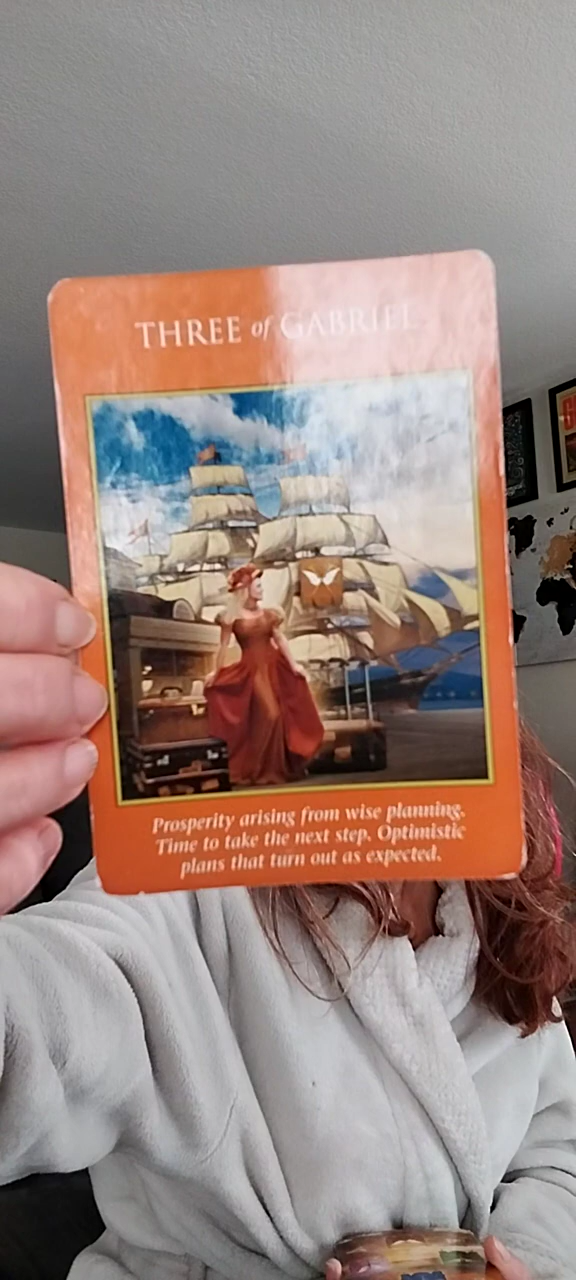 THREE of GABRIEL
Prosperity arising from wise planning.
Time to take the next step. Optimistic
plans that turn out as expected.